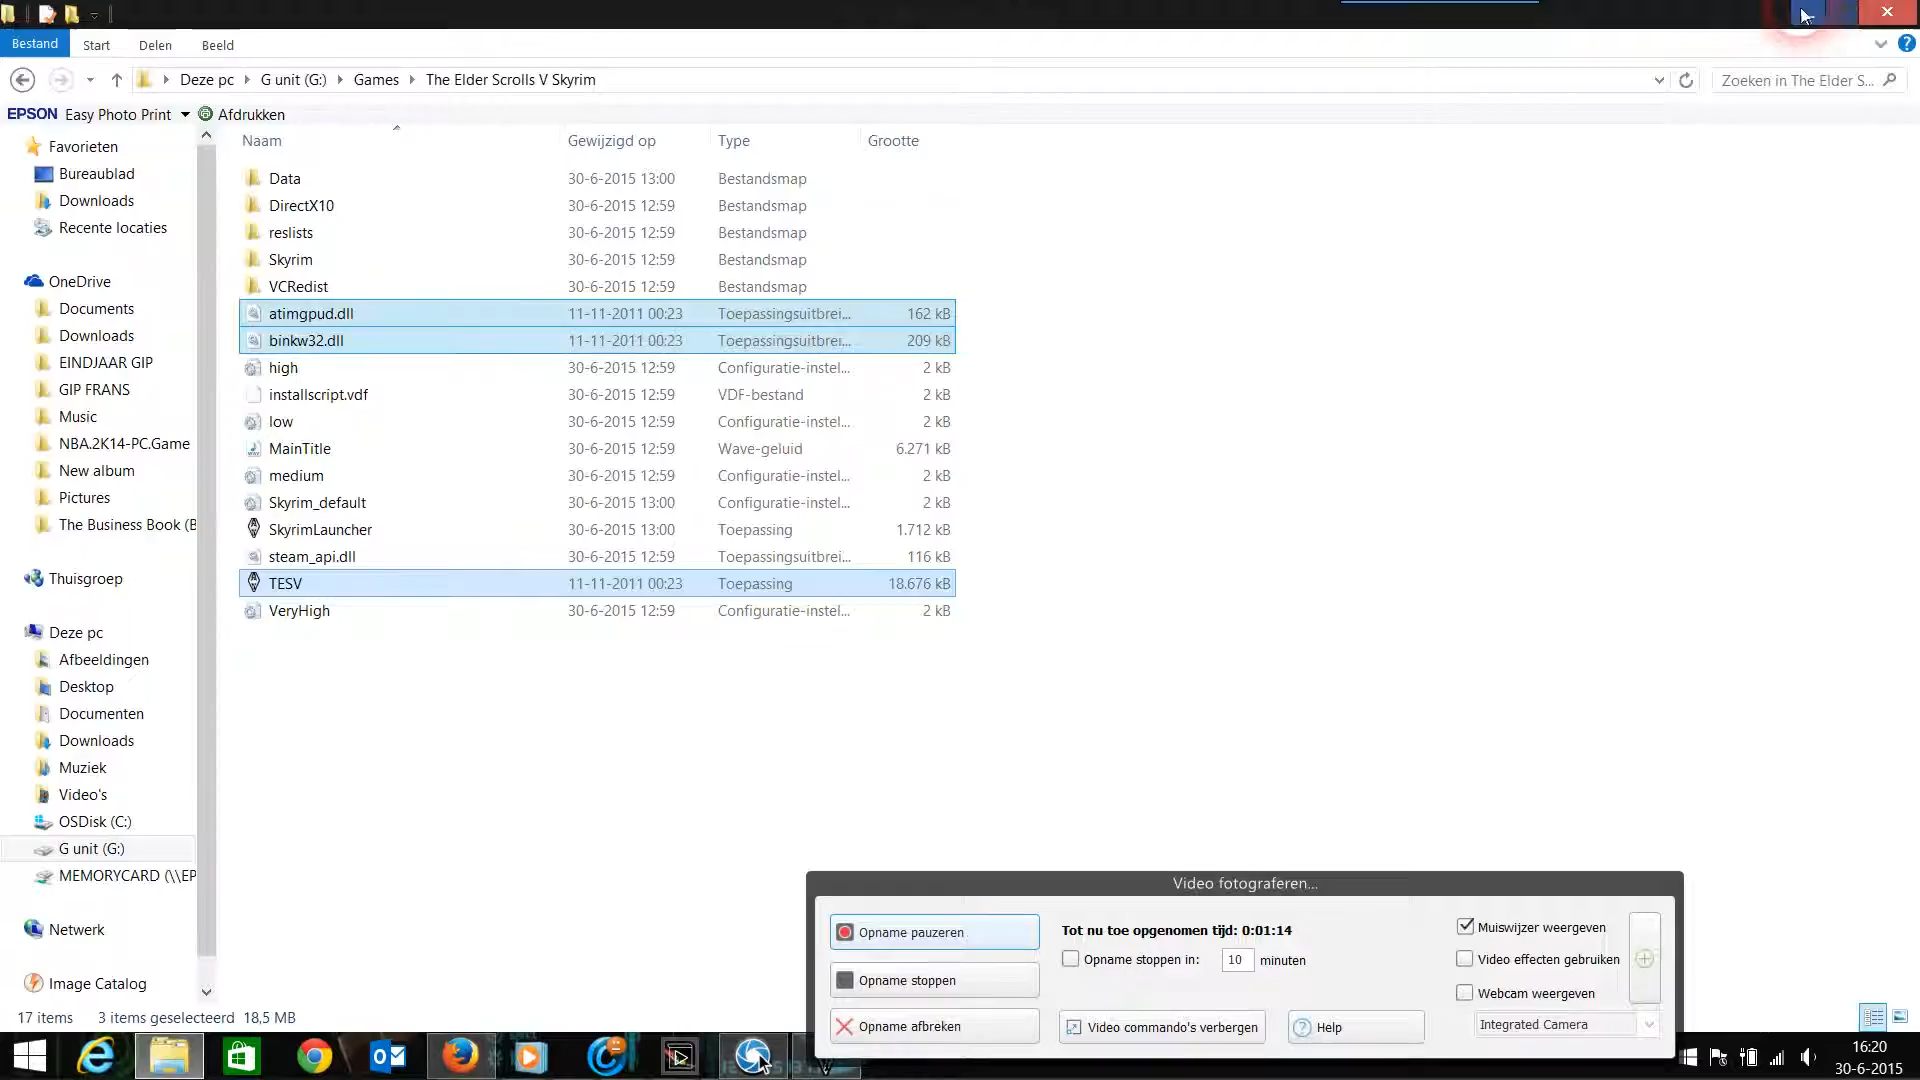 Bestand Start Delen Beeld
Deze pc G unit (G:) Games The Elder Scrolls V Skyrim Zoeken in The Elder S...
EPSON Easy Photo Print Afdrukken
Naam Gewijzigd op Type Grootte
Favorieten
Bureaublad
Downloads
Recente locaties
OneDrive
Documents
Downloads
EINDJAAR GIP
GIP FRANS
Music
NBA.2K14-PC.Game
New album
Pictures
The Business Book (B
Thuisgroep
Deze pc
Afbeeldingen
Desktop
Documenten
Downloads
Muziek
Video's
OSDisk (C:)
G unit (G:)
MEMORYCARD (\\EP
Netwerk
Image Catalog
Data 30-6-2015 13:00 Bestandsmap
DirectX10 30-6-2015 12:59 Bestandsmap
reslists 30-6-2015 12:59 Bestandsmap
Skyrim 30-6-2015 12:59 Bestandsmap
VCRedist 30-6-2015 12:59 Bestandsmap
atimgpud.dll 11-11-2011 00:23 Toepassingsuitbrei... 162 kB
binkw32.dll 11-11-2011 00:23 Toepassingsuitbrei... 209 kB
high 30-6-2015 12:59 Configuratie-instel... 2 kB
installscript.vdf 30-6-2015 12:59 VDF-bestand 2 kB
low 30-6-2015 12:59 Configuratie-instel... 2 kB
MainTitle 30-6-2015 12:59 Wave-geluid 6.271 kB
medium 30-6-2015 12:59 Configuratie-instel... 2 kB
Skyrim_default 30-6-2015 13:00 Configuratie-instel... 2 kB
SkyrimLauncher 30-6-2015 13:00 Toepassing 1.712 kB
steam_api.dll 30-6-2015 12:59 Toepassingsuitbrei... 116 kB
TESV 11-11-2011 00:23 Toepassing 18.676 kB
VeryHigh 30-6-2015 12:59 Configuratie-instel... 2 kB
17 items 3 items geselecteerd 18,5 MB
Video fotograferen...
Opname pauzeren
Opname stoppen
Opname afbreken
Tot nu toe opgenomen tijd: 0:01:14
Opname stoppen in: 10 minuten
Video commando's verbergen Help
Muiswijzer weergeven
Video effecten gebruiken
Webcam weergeven
Integrated Camera
16:20
30-6-2015